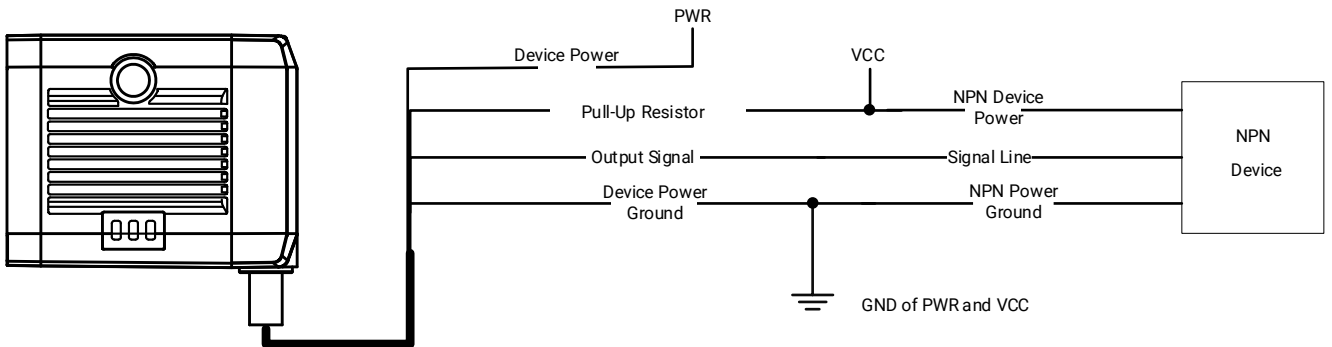 PWR
Device Power
VCC
Pull-Up Resistor
NPN Device
Power
Output Signal
Signal Line
Device Power
Ground
NPN Power
Ground
NPN
Device
GND of PWR and VCC